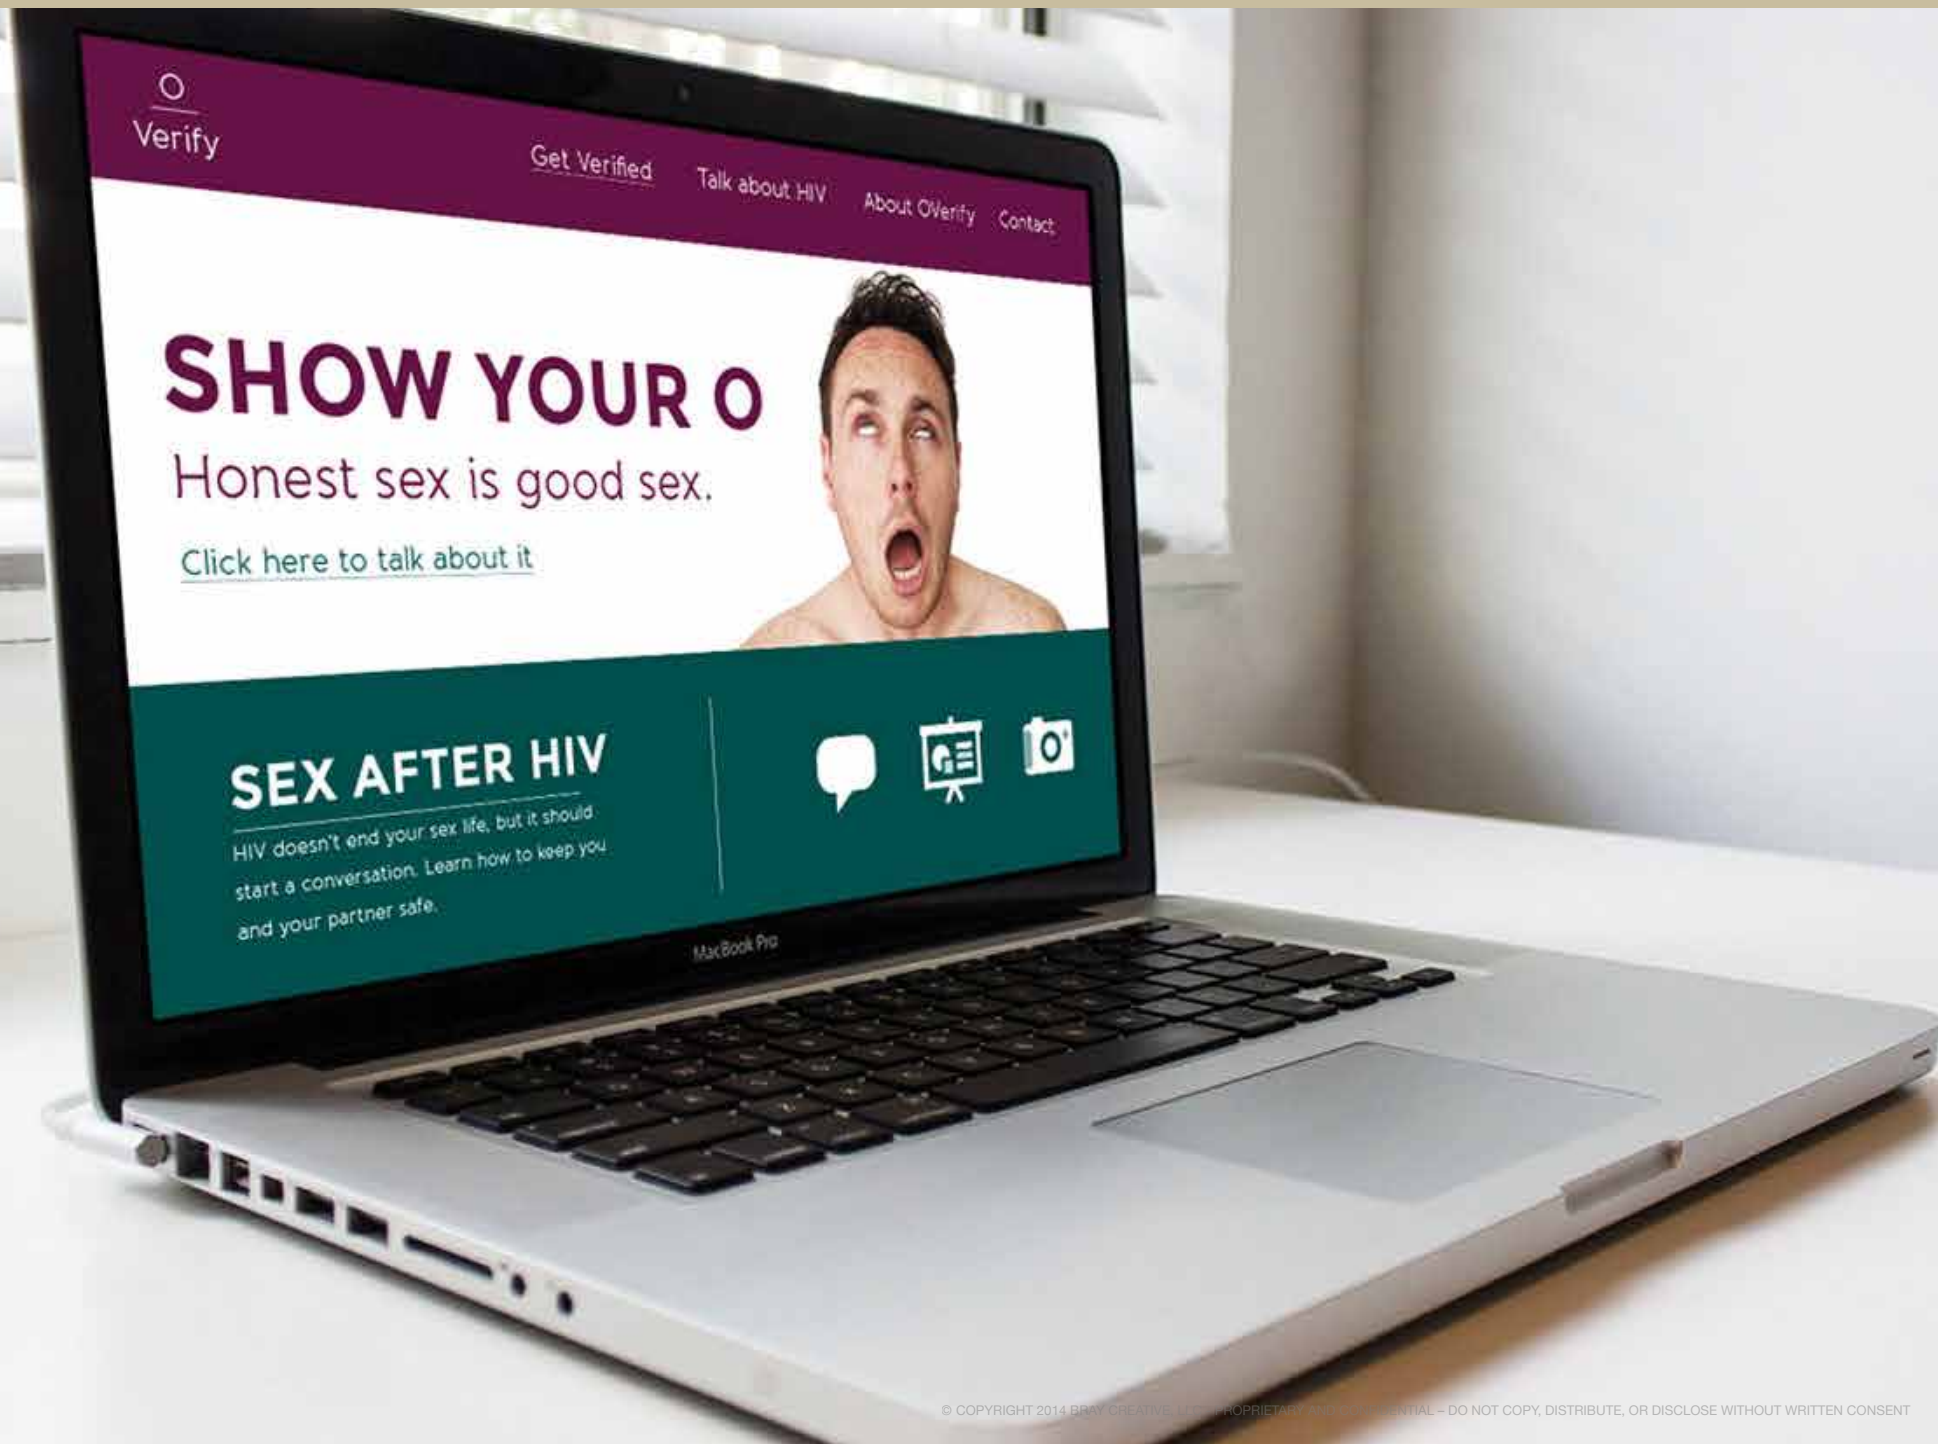 O
Verify
Get Verified
Talk about HIV
About OVerify
Contact
SHOW YOUR O
Honest sex is good sex.
Click here to talk about it
SEX AFTER HIV
HIV doesn't end your sex life, but it should
start a conversation. Learn how to keep you
and your partner safe.
MacBook Pro
© COPYRIGHT 2014 BRAY CREATIVE, PROPRIETARY – DO NOT COPY, DISTRIBUTE, OR DISCLOSE WITHOUT WRITTEN CONSENT